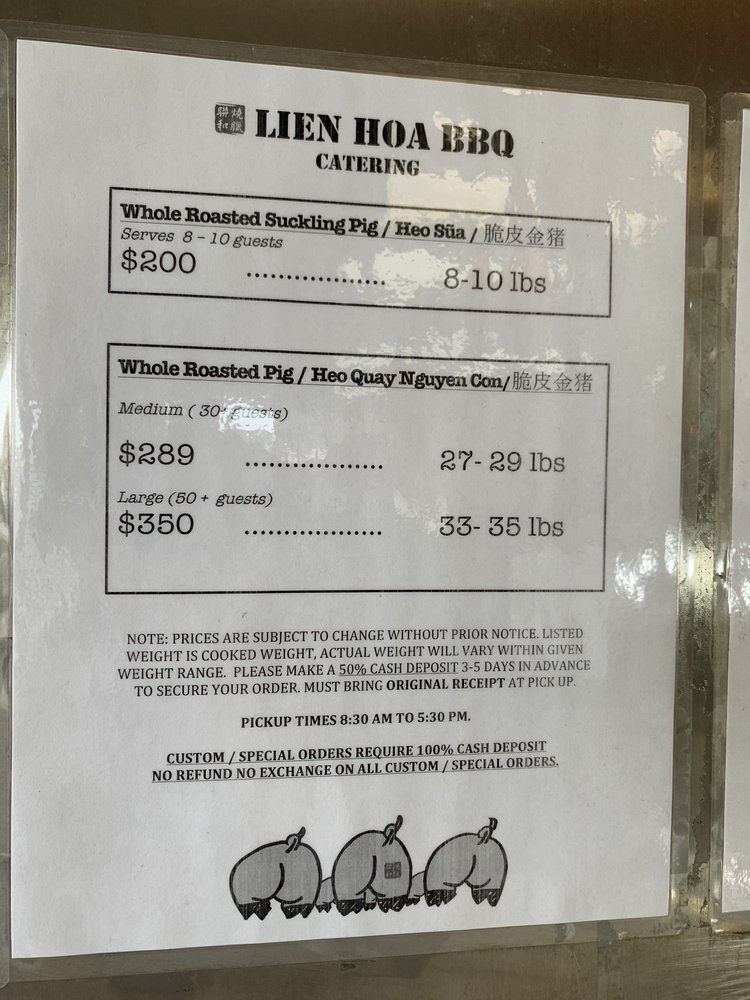 聯和 燒臘
LIEN HOA BBQ
CATERING
Whole Roasted Suckling Pig / Heo Sũa / 脆皮金猪
Serves 8 - 10 guests
$200 .................. 8-10 lbs
Whole Roasted Pig / Heo Quay Nguyen Con/脆皮金猪
Medium ( 30+ guests)
$289 .................. 27- 29 lbs
Large (50 + guests)
$350 .................. 33- 35 lbs
NOTE: PRICES ARE SUBJECT TO CHANGE WITHOUT PRIOR NOTICE. LISTED
WEIGHT IS COOKED WEIGHT, ACTUAL WEIGHT WILL VARY WITHIN GIVEN
WEIGHT RANGE. PLEASE MAKE A 50% CASH DEPOSIT 3-5 DAYS IN ADVANCE
TO SECURE YOUR ORDER. MUST BRING ORIGINAL RECEIPT AT PICK UP.
PICKUP TIMES 8:30 AM TO 5:30 PM.
CUSTOM / SPECIAL ORDERS REQUIRE 100% CASH DEPOSIT
NO REFUND NO EXCHANGE ON ALL CUSTOM / SPECIAL ORDERS.